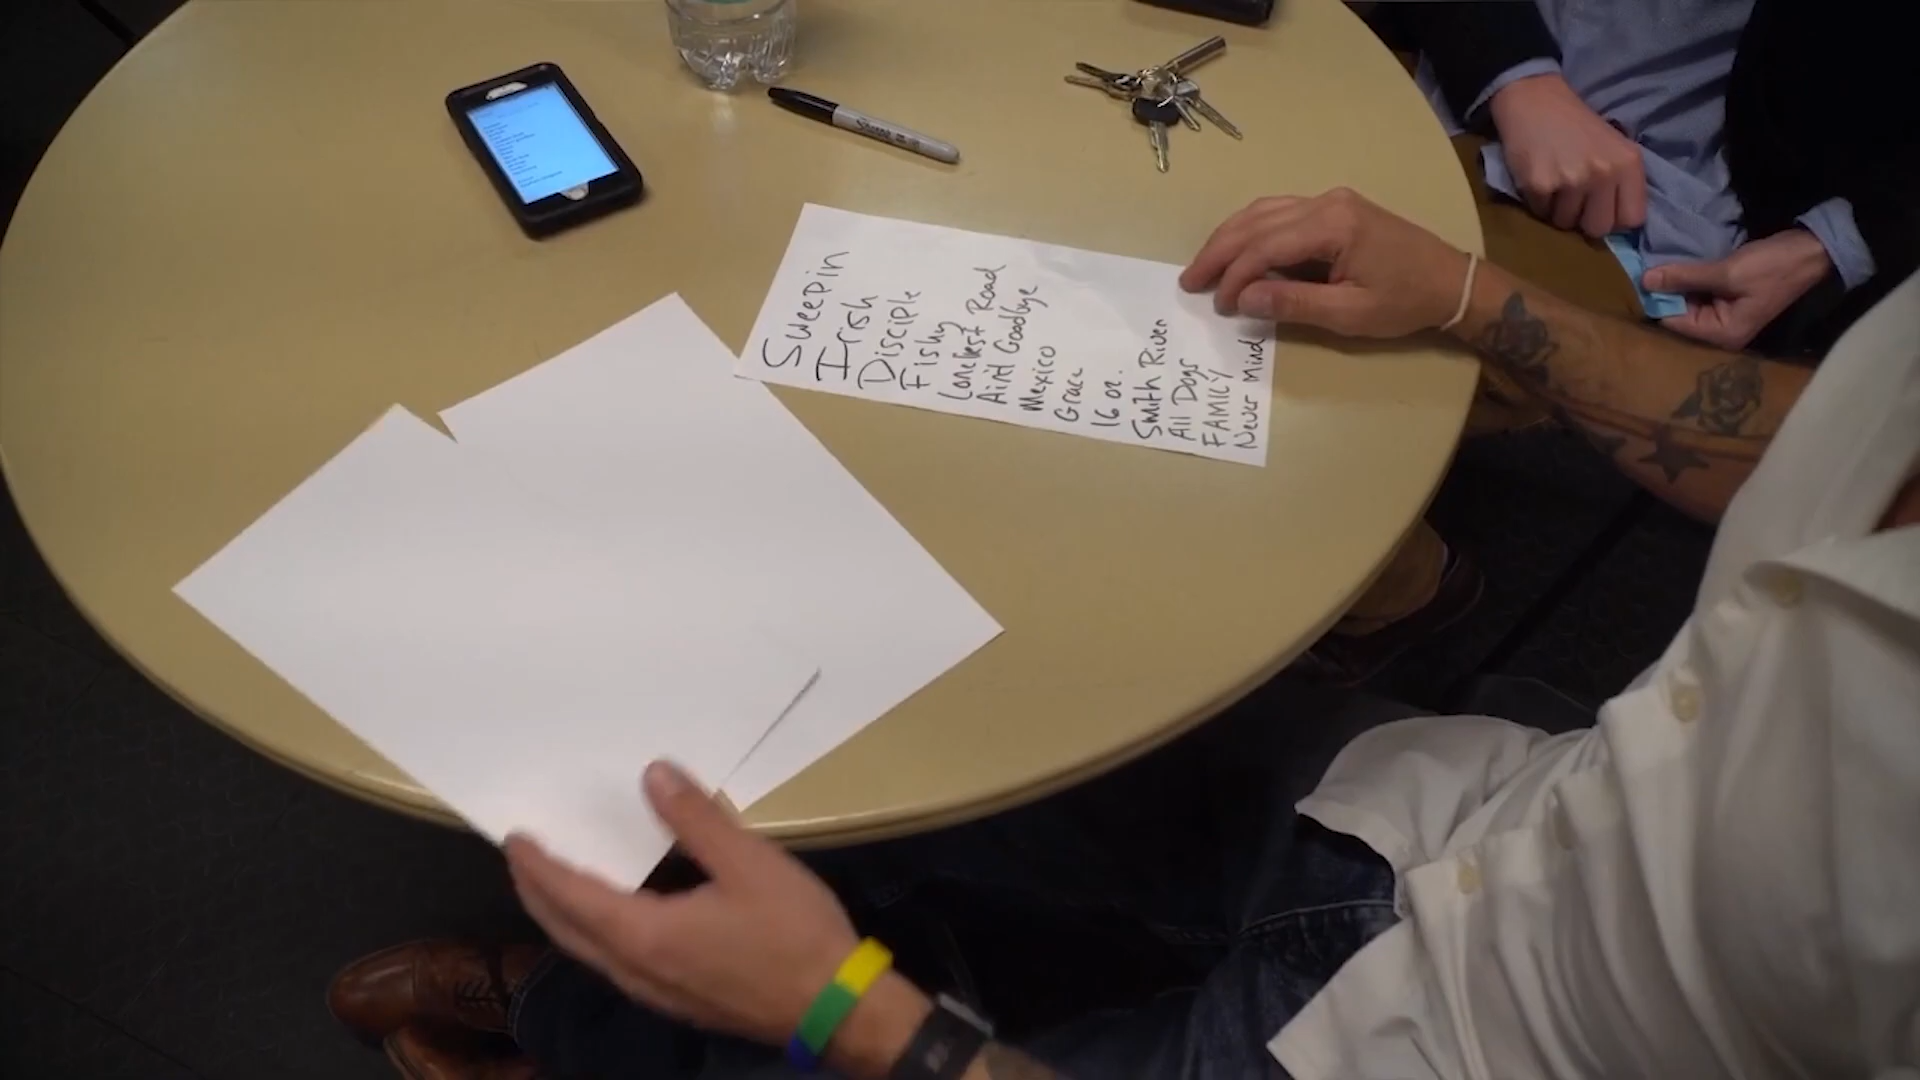 Sweepin
Irish
Disciple
Fishy
Loneliest Road
Ain't Goodbye
Mexico
Grace
16 oz.
Smith River
All Dogs
FAMILY
Never Mind
Sharpie